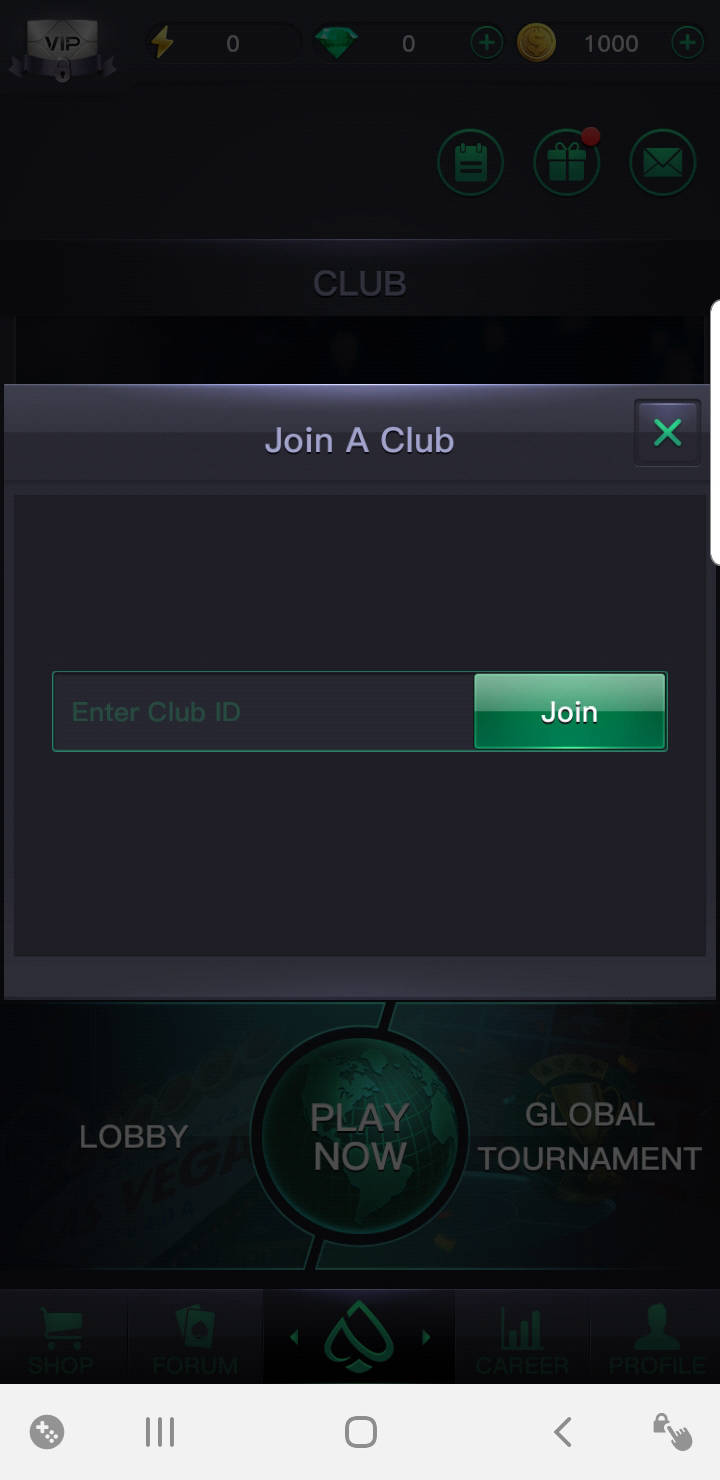 VIP
0
0
1000
CLUB
Join A Club
Enter Club ID
Join
LOBBY
PLAY
NOW
GLOBAL
TOURNAMENT
VEGA
SHOP
FORUM
CAREER
PROFILE